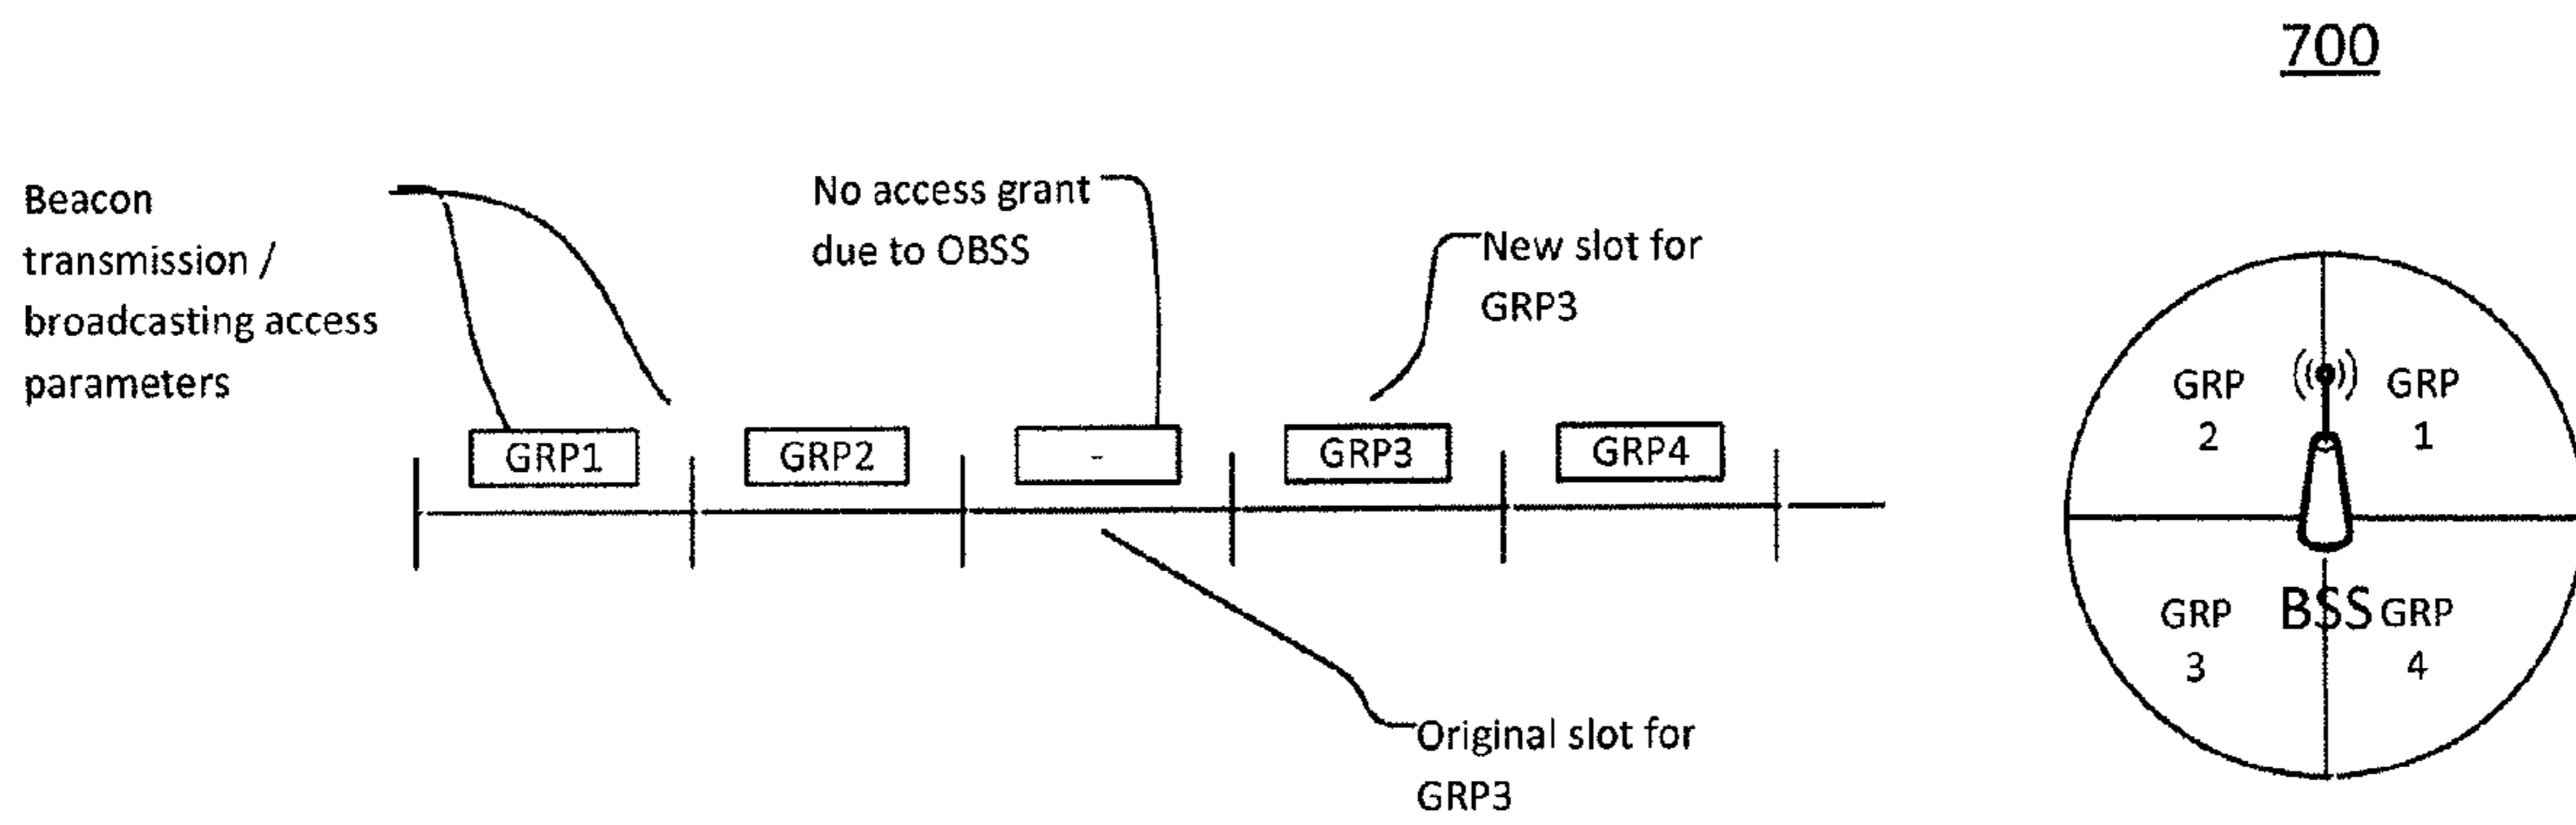 700
Beacon
transmission /
broadcasting access
parameters
No access grant
due to OBSS
New slot for
GRP3
GRP1
GRP2
-
GRP3
GRP4
Original slot for
GRP3
GRP
2
GRP
1
BSS
GRP
3
GRP
4